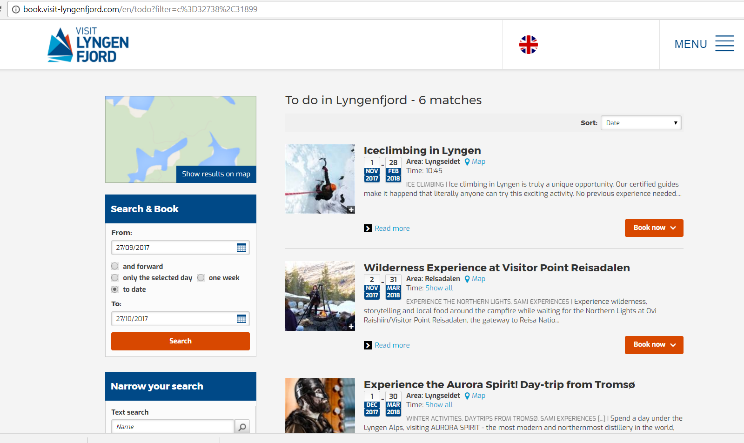 book.visit-lyngenfjord.com/en/todo?filter=c%3D32738%2C31899
VISIT
LYNGEN
FJORD
MENU
Show results on map
Search & Book
From:
27/09/2017
and forward
only the selected day one week
to date
To:
27/10/2017
Search
Narrow your search
Text search
Name
To do in Lyngenfjord - 6 matches
Sort: Date
Iceclimbing in Lyngen
1 - 28 Area: Lyngseidet Map
NOV 2017 FEB 2018 Time: 10:45
ICE CLIMBING | Ice climbing in Lyngen is truly a unique opportunity. Our certified guides
make it happend that literally anyone can try this exciting activity. No previous experience needed...
Read more
Book now
Wilderness Experience at Visitor Point Reisadalen
2 - 31 Area: Reisadalen Map
NOV 2017 MAR 2018 Time: Show all
EXPERIENCE THE NORTHERN LIGHTS, SAMI EXPERIENCES | Experience wilderness,
storytelling and local food around the campfire while waiting for the Northern Lights at Ovi
Raishiin/Visitor Point Reisadalen, the gateway to Reisa Natio...
Read more
Book now
Experience the Aurora Spirit! Day-trip from Tromsø
1 - 30 Area: Lyngseidet Map
DEC 2017 MAR 2018 Time: Show all
WINTER ACTIVITIES, DAYTRIPS FROM TROMSØ, SAMI EXPERIENCES [...] | Spend a day under the
Lyngen Alps, visiting AURORA SPIRIT - the most modern and northernmost distillery in the world.